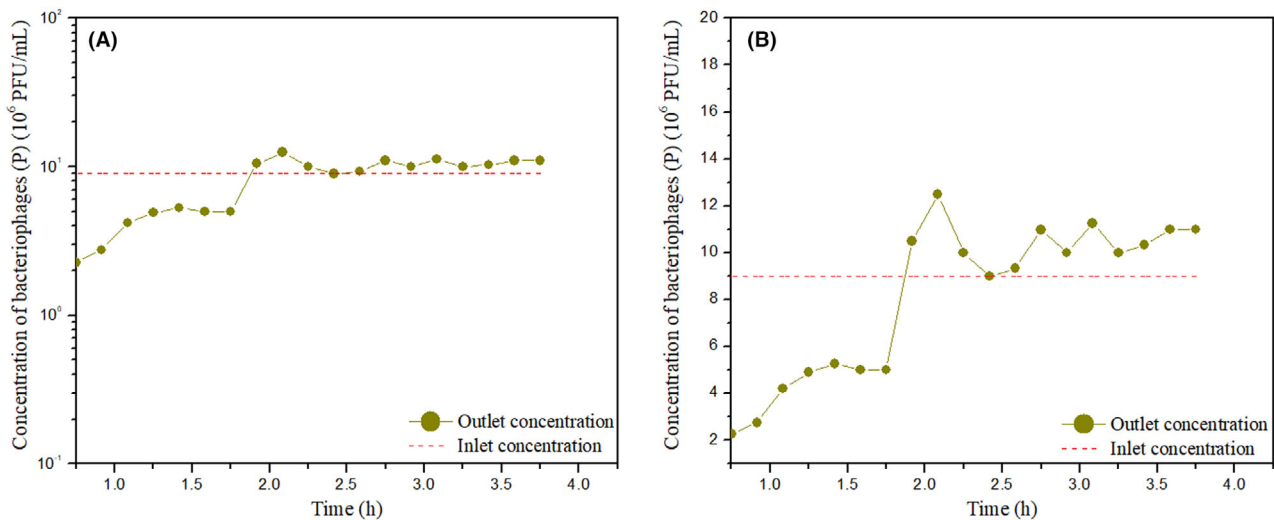 (A)
Concentration of bacteriophages (P) (10⁶ PFU/mL)
10²
10¹
10⁰
10⁻¹
Outlet concentration
Inlet concentration
1.0 1.5 2.0 2.5 3.0 3.5 4.0
Time (h)
(B)
Concentration of bacteriophages (P) (10⁶ PFU/mL)
20
18
16
14
12
10
8
6
4
2
Outlet concentration
Inlet concentration
1.0 1.5 2.0 2.5 3.0 3.5 4.0
Time (h)